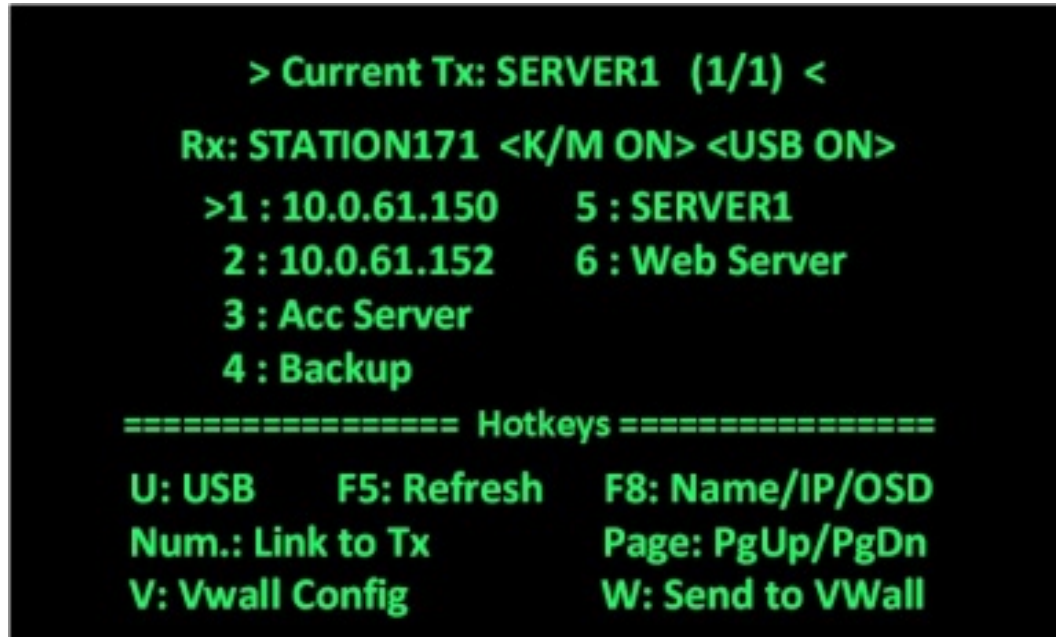 > Current Tx: SERVER1 (1/1) <
Rx: STATION171 <K/M ON> <USB ON>
>1 : 10.0.61.150 5 : SERVER1
2 : 10.0.61.152 6 : Web Server
3 : Acc Server
4 : Backup
================= Hotkeys ================
U: USB F5: Refresh F8: Name/IP/OSD
Num.: Link to Tx Page: PgUp/PgDn
V: Vwall Config W: Send to VWall